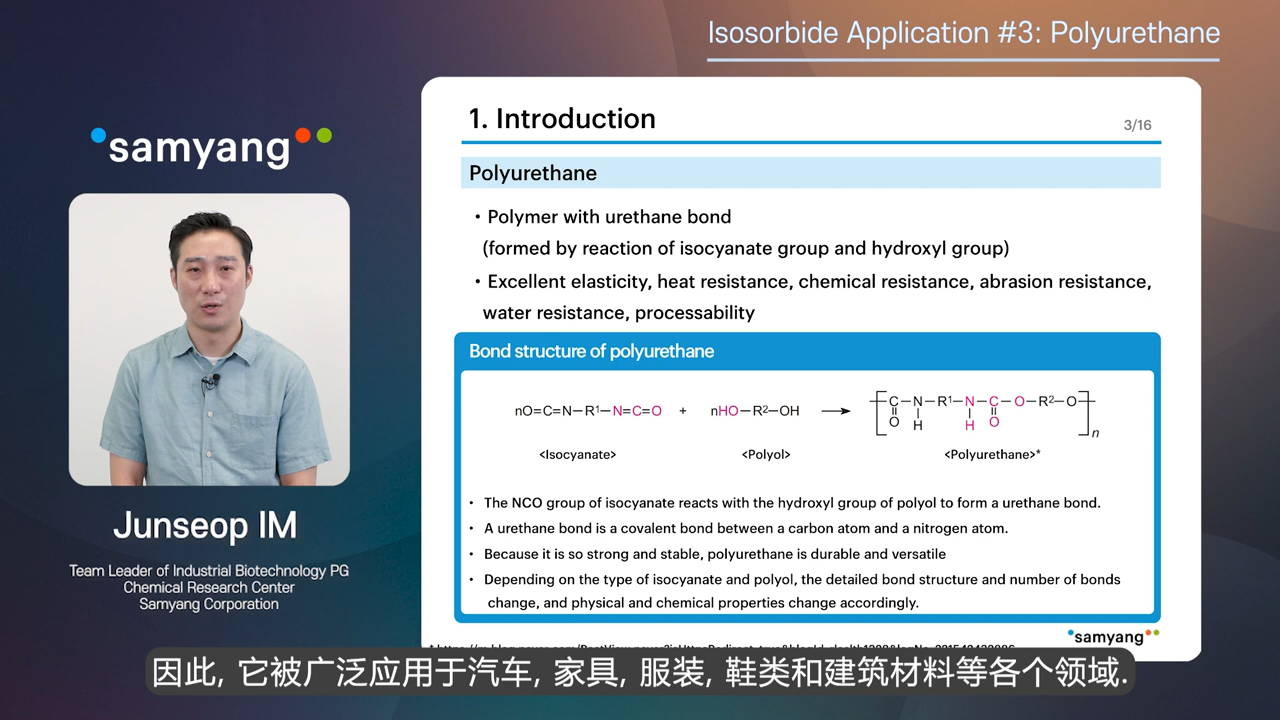 Isosorbide Application #3: Polyurethane
samyang
Junseop IM
Team Leader of Industrial Biotechnology PG
Chemical Research Center
Samyang Corporation
1. Introduction
3/16
Polyurethane
• Polymer with urethane bond
(formed by reaction of isocyanate group and hydroxyl group)
• Excellent elasticity, heat resistance, chemical resistance, abrasion resistance,
water resistance, processability
Bond structure of polyurethane
nO=C=N–R¹–N=C=O + nHO–R²–OH → [C–N–R¹–N–C–O–R²–O]n
O H H O
<Isocyanate> <Polyol> <Polyurethane>*
• The NCO group of isocyanate reacts with the hydroxyl group of polyol to form a urethane bond.
• A urethane bond is a covalent bond between a carbon atom and a nitrogen atom.
• Because it is so strong and stable, polyurethane is durable and versatile
• Depending on the type of isocyanate and polyol, the detailed bond structure and number of bonds
change, and physical and chemical properties change accordingly.
samyang
因此, 它被广泛应用于汽车, 家具, 服装, 鞋类和建筑材料等各个领域.